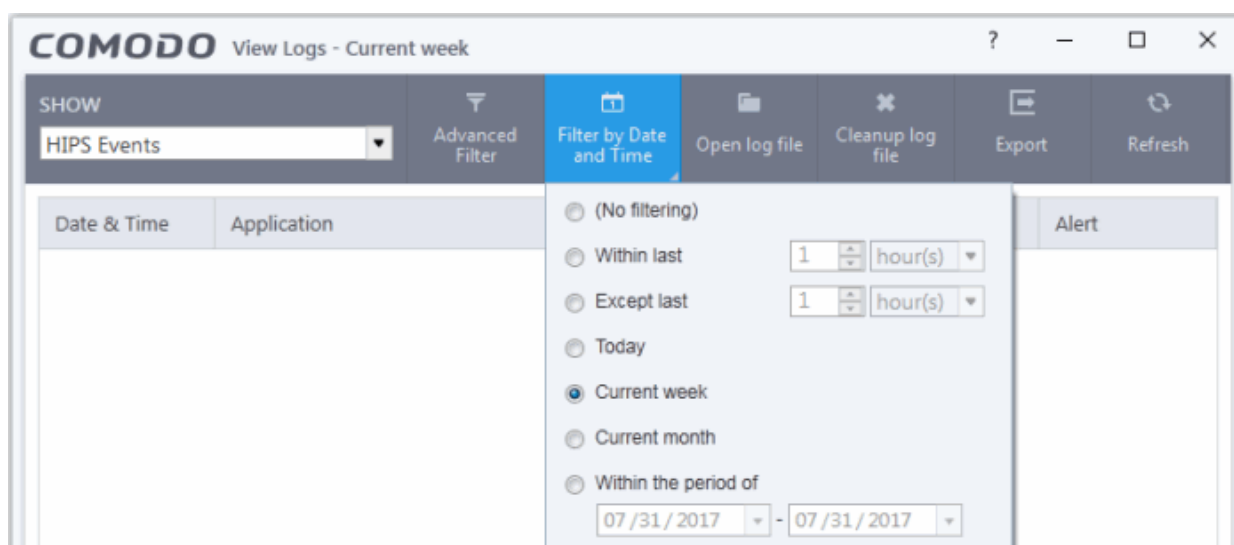 COMODO View Logs - Current week ?
SHOW
HIPS Events
Advanced
Filter
Filter by Date
and Time
Open log file
Cleanup log
file
Export
Refresh
Date & Time Application Alert
(No filtering)
Within last 1 hour(s)
Except last 1 hour(s)
Today
Current week
Current month
Within the period of
07/31/2017 - 07/31/2017